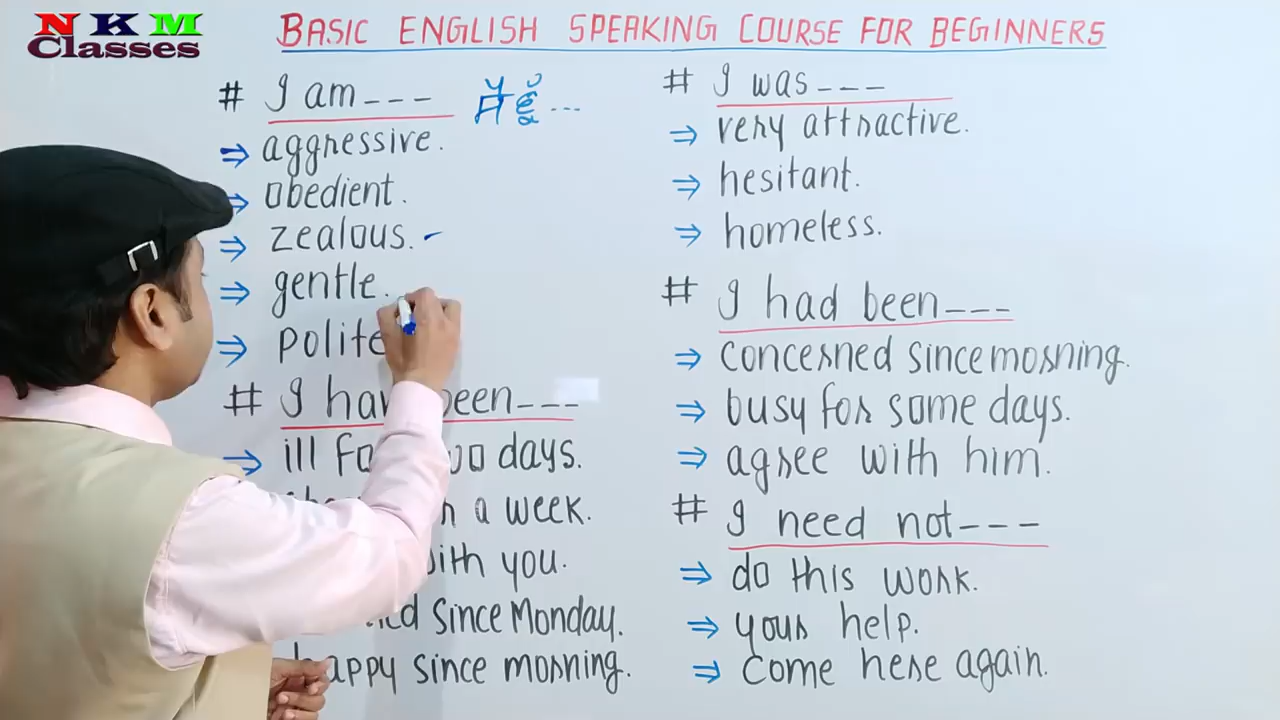 N K M
Classes
BASIC ENGLISH SPEAKING COURSE FOR BEGINNERS
# I am---
⇒ aggressive.
⇒ obedient.
⇒ zealous.
⇒ gentle.
⇒ polite
# I have been---
⇒ ill for days.
a week.
with you.
since Monday.
happy since morning.
# I was---
⇒ very attractive.
⇒ hesitant.
⇒ homeless.
# I had been---
⇒ concerned since morning.
⇒ busy for some days.
⇒ agree with him.
# I need not---
⇒ do this work.
⇒ your help.
⇒ come here again.